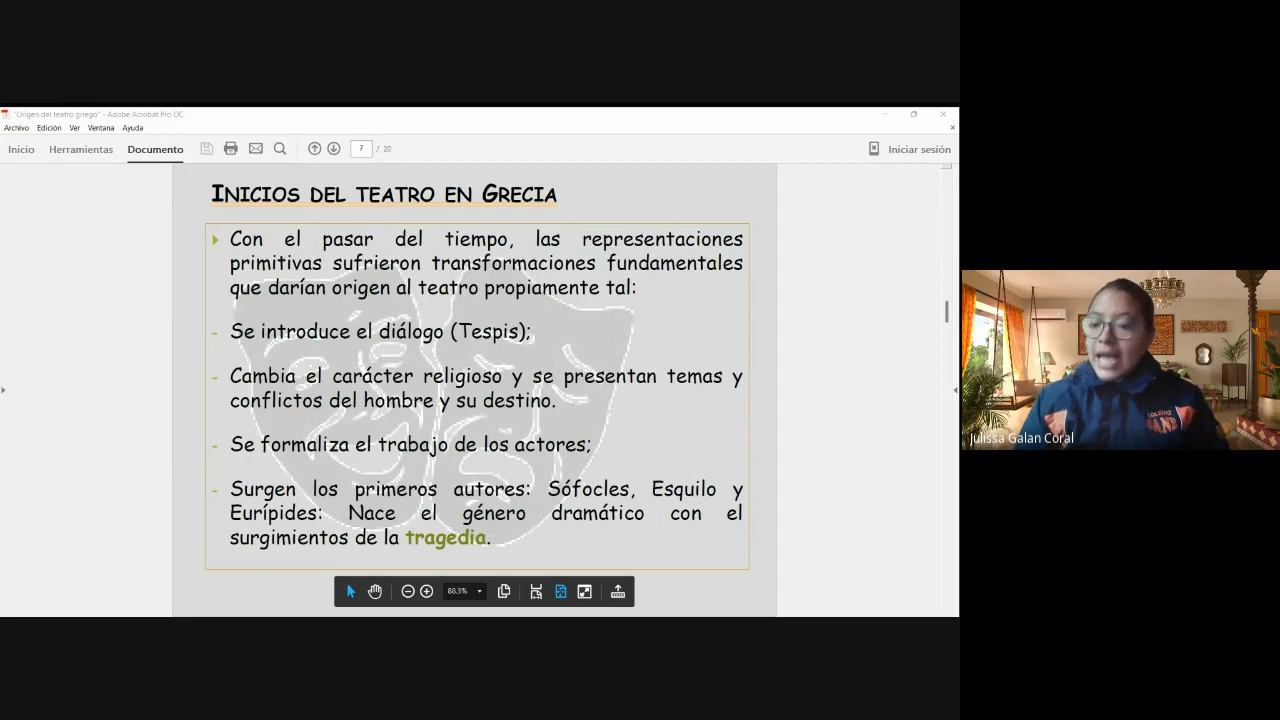 "Origen del teatro griego" - Adobe Acrobat Pro DC
Archivo Edición Ver Ventana Ayuda
Inicio Herramientas Documento 7 / 20 Iniciar sesión
INICIOS DEL TEATRO EN GRECIA
Con el pasar del tiempo, las representaciones
primitivas sufrieron transformaciones fundamentales
que darían origen al teatro propiamente tal:
- Se introduce el diálogo (Tespis);
- Cambia el carácter religioso y se presentan temas y
conflictos del hombre y su destino.
- Se formaliza el trabajo de los actores;
- Surgen los primeros autores: Sófocles, Esquilo y
Eurípides: Nace el género dramático con el
surgimientos de la tragedia.
88.3%
Julissa Galan Coral